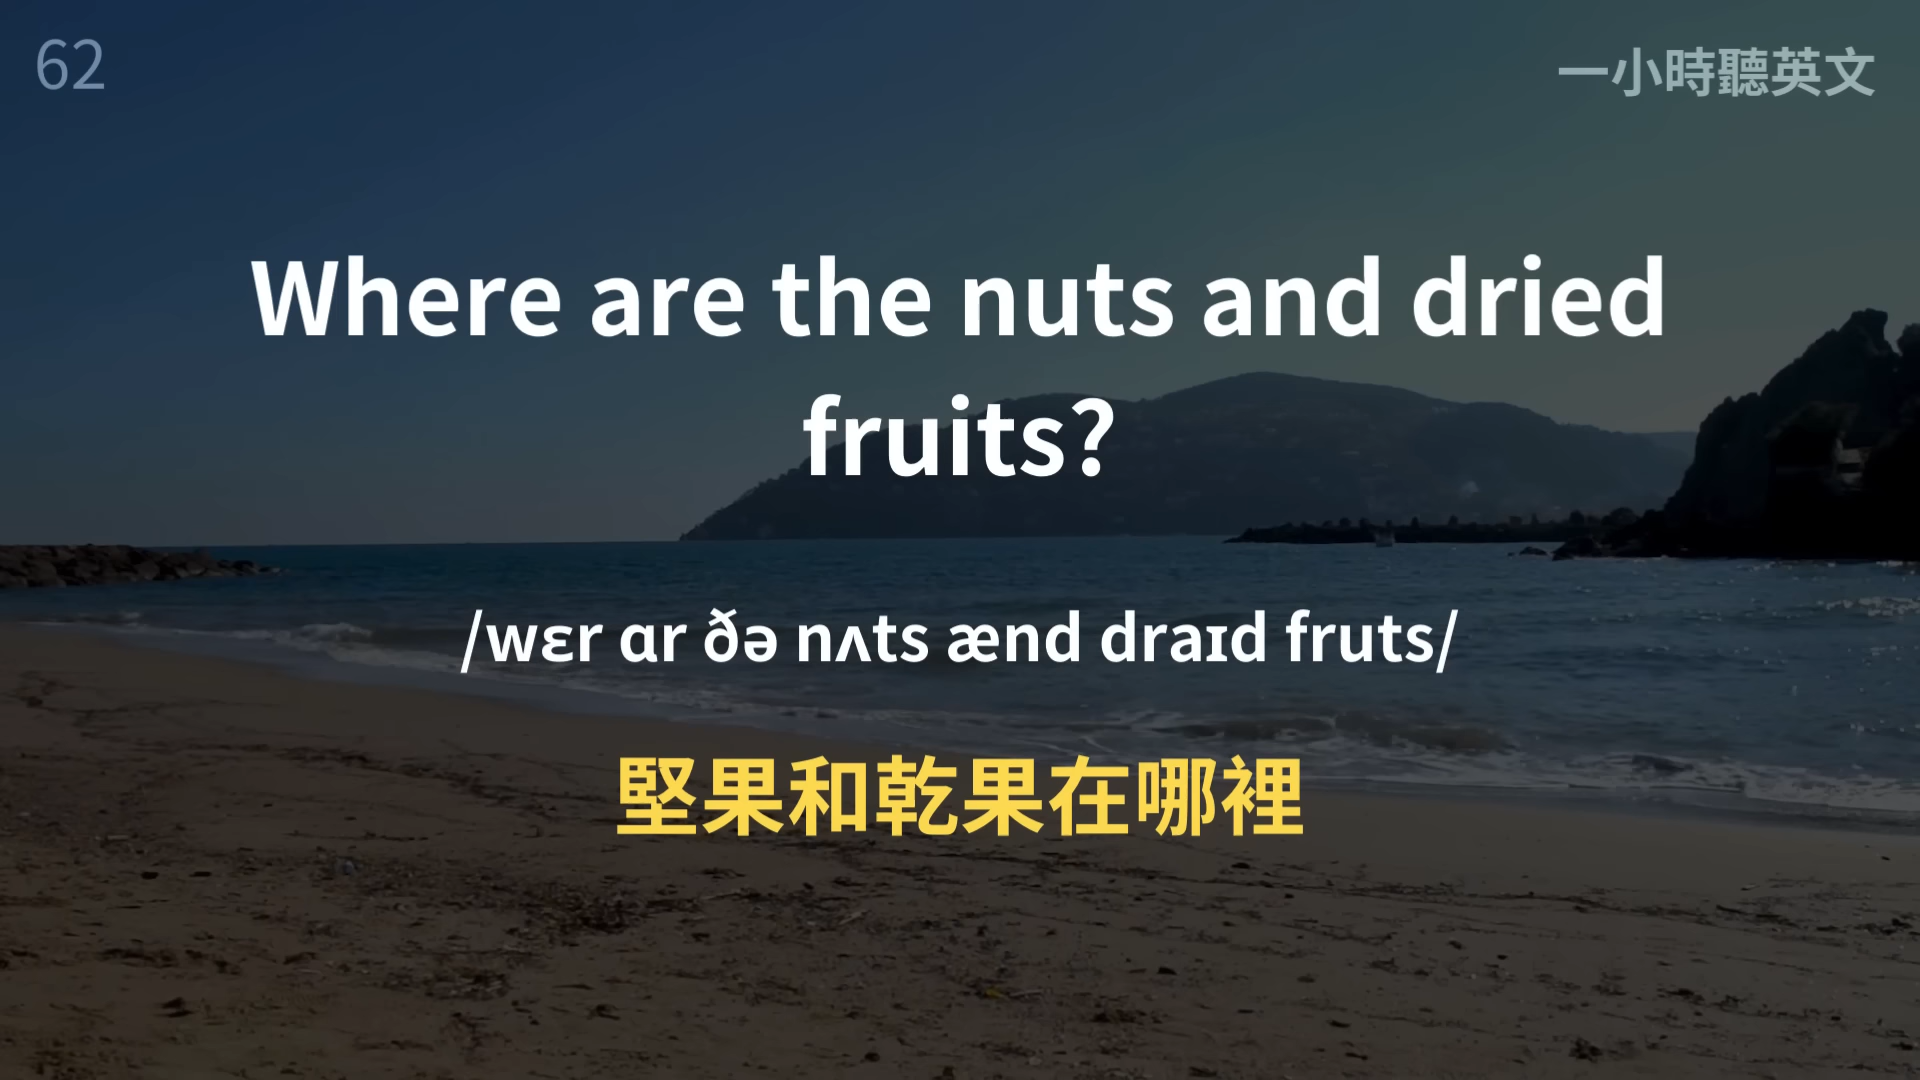 62
一小時聽英文
Where are the nuts and dried
fruits?
/wɛr ɑr ðə nʌts ænd draɪd fruts/
堅果和乾果在哪裡